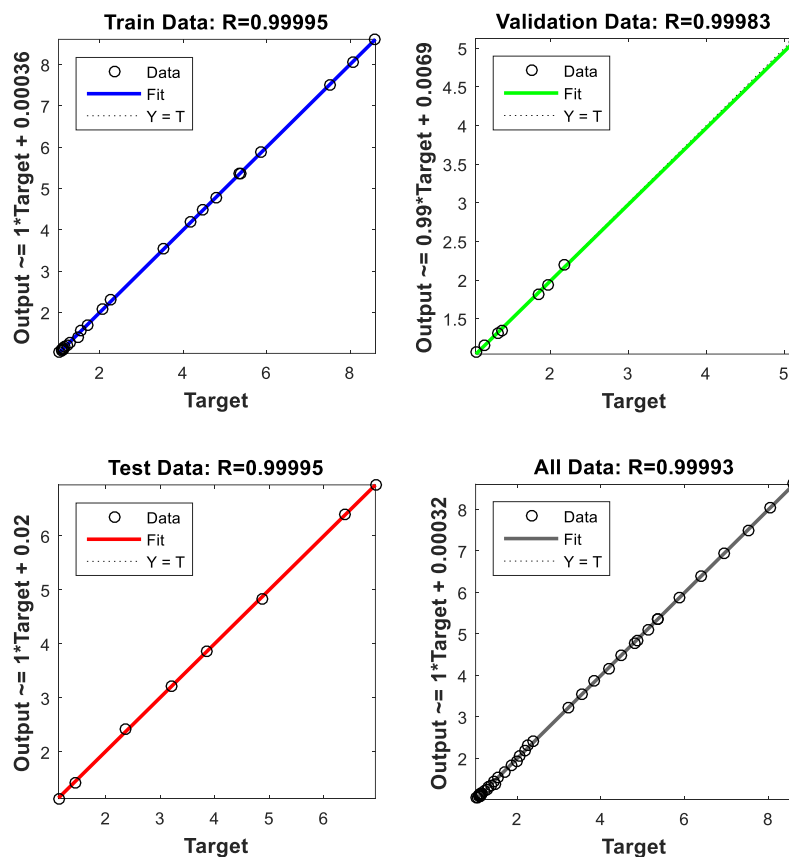 Train Data: R=0.99995
Output ~= 1*Target + 0.00036
8
7
6
5
4
3
2
Data
Fit
Y = T
2
4
6
8
Target
Validation Data: R=0.99983
Output ~= 0.99*Target + 0.0069
5
4.5
4
3.5
3
2.5
2
1.5
Data
Fit
Y = T
2
3
4
5
Target
Test Data: R=0.99995
Output ~= 1*Target + 0.02
6
5
4
3
2
Data
Fit
Y = T
2
3
4
5
6
Target
All Data: R=0.99993
Output ~= 1*Target + 0.00032
8
7
6
5
4
3
2
Data
Fit
Y = T
2
4
6
8
Target